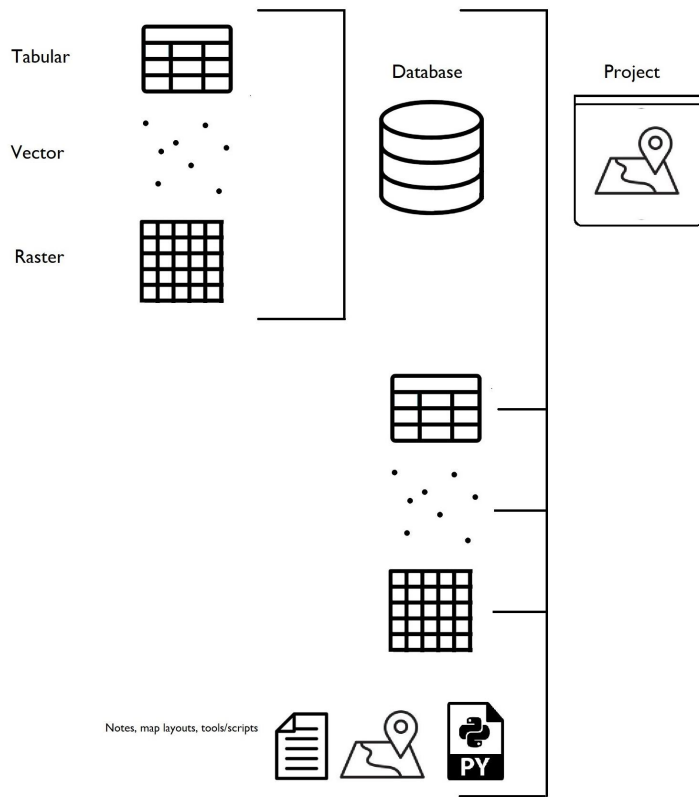 Tabular
Database
Project
Vector
Raster
Notes, map layouts, tools/scripts
PY